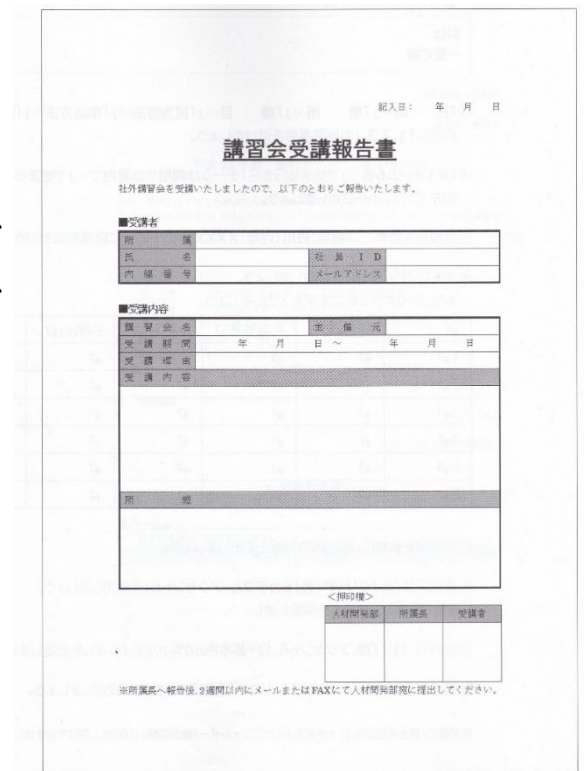 記入日： 年 月 日
講習会受講報告書
社外講習会を受講いたしましたので、以下のとおりご報告いたします。
■受講者
所属
氏名 社員ＩＤ
内線番号 メールアドレス
■受講内容
講習会名 主催元
受講期間 年 月 日 ～ 年 月 日
受講理由
受講内容
所感
＜押印欄＞
人材開発部 所属長 受講者
※所属長へ報告後、2週間以内にメールまたはFAXにて人材開発部宛に提出してください。